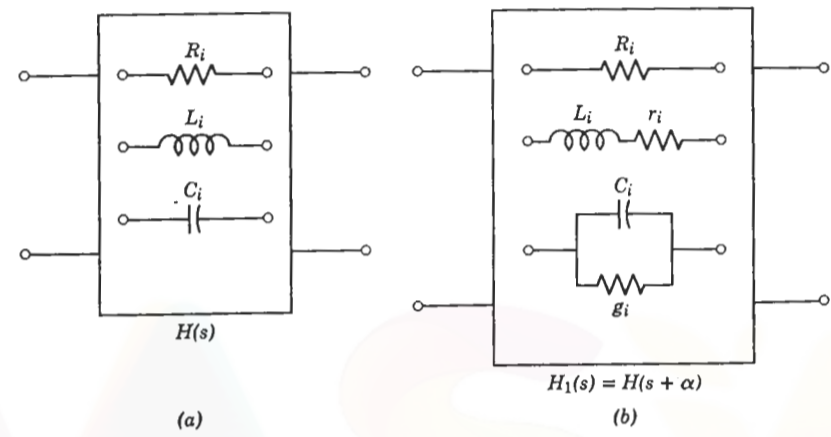 R_i
L_i
C_i
H(s)
(a)
R_i
L_i r_i
C_i
g_i
H_1(s) = H(s + α)
(b)